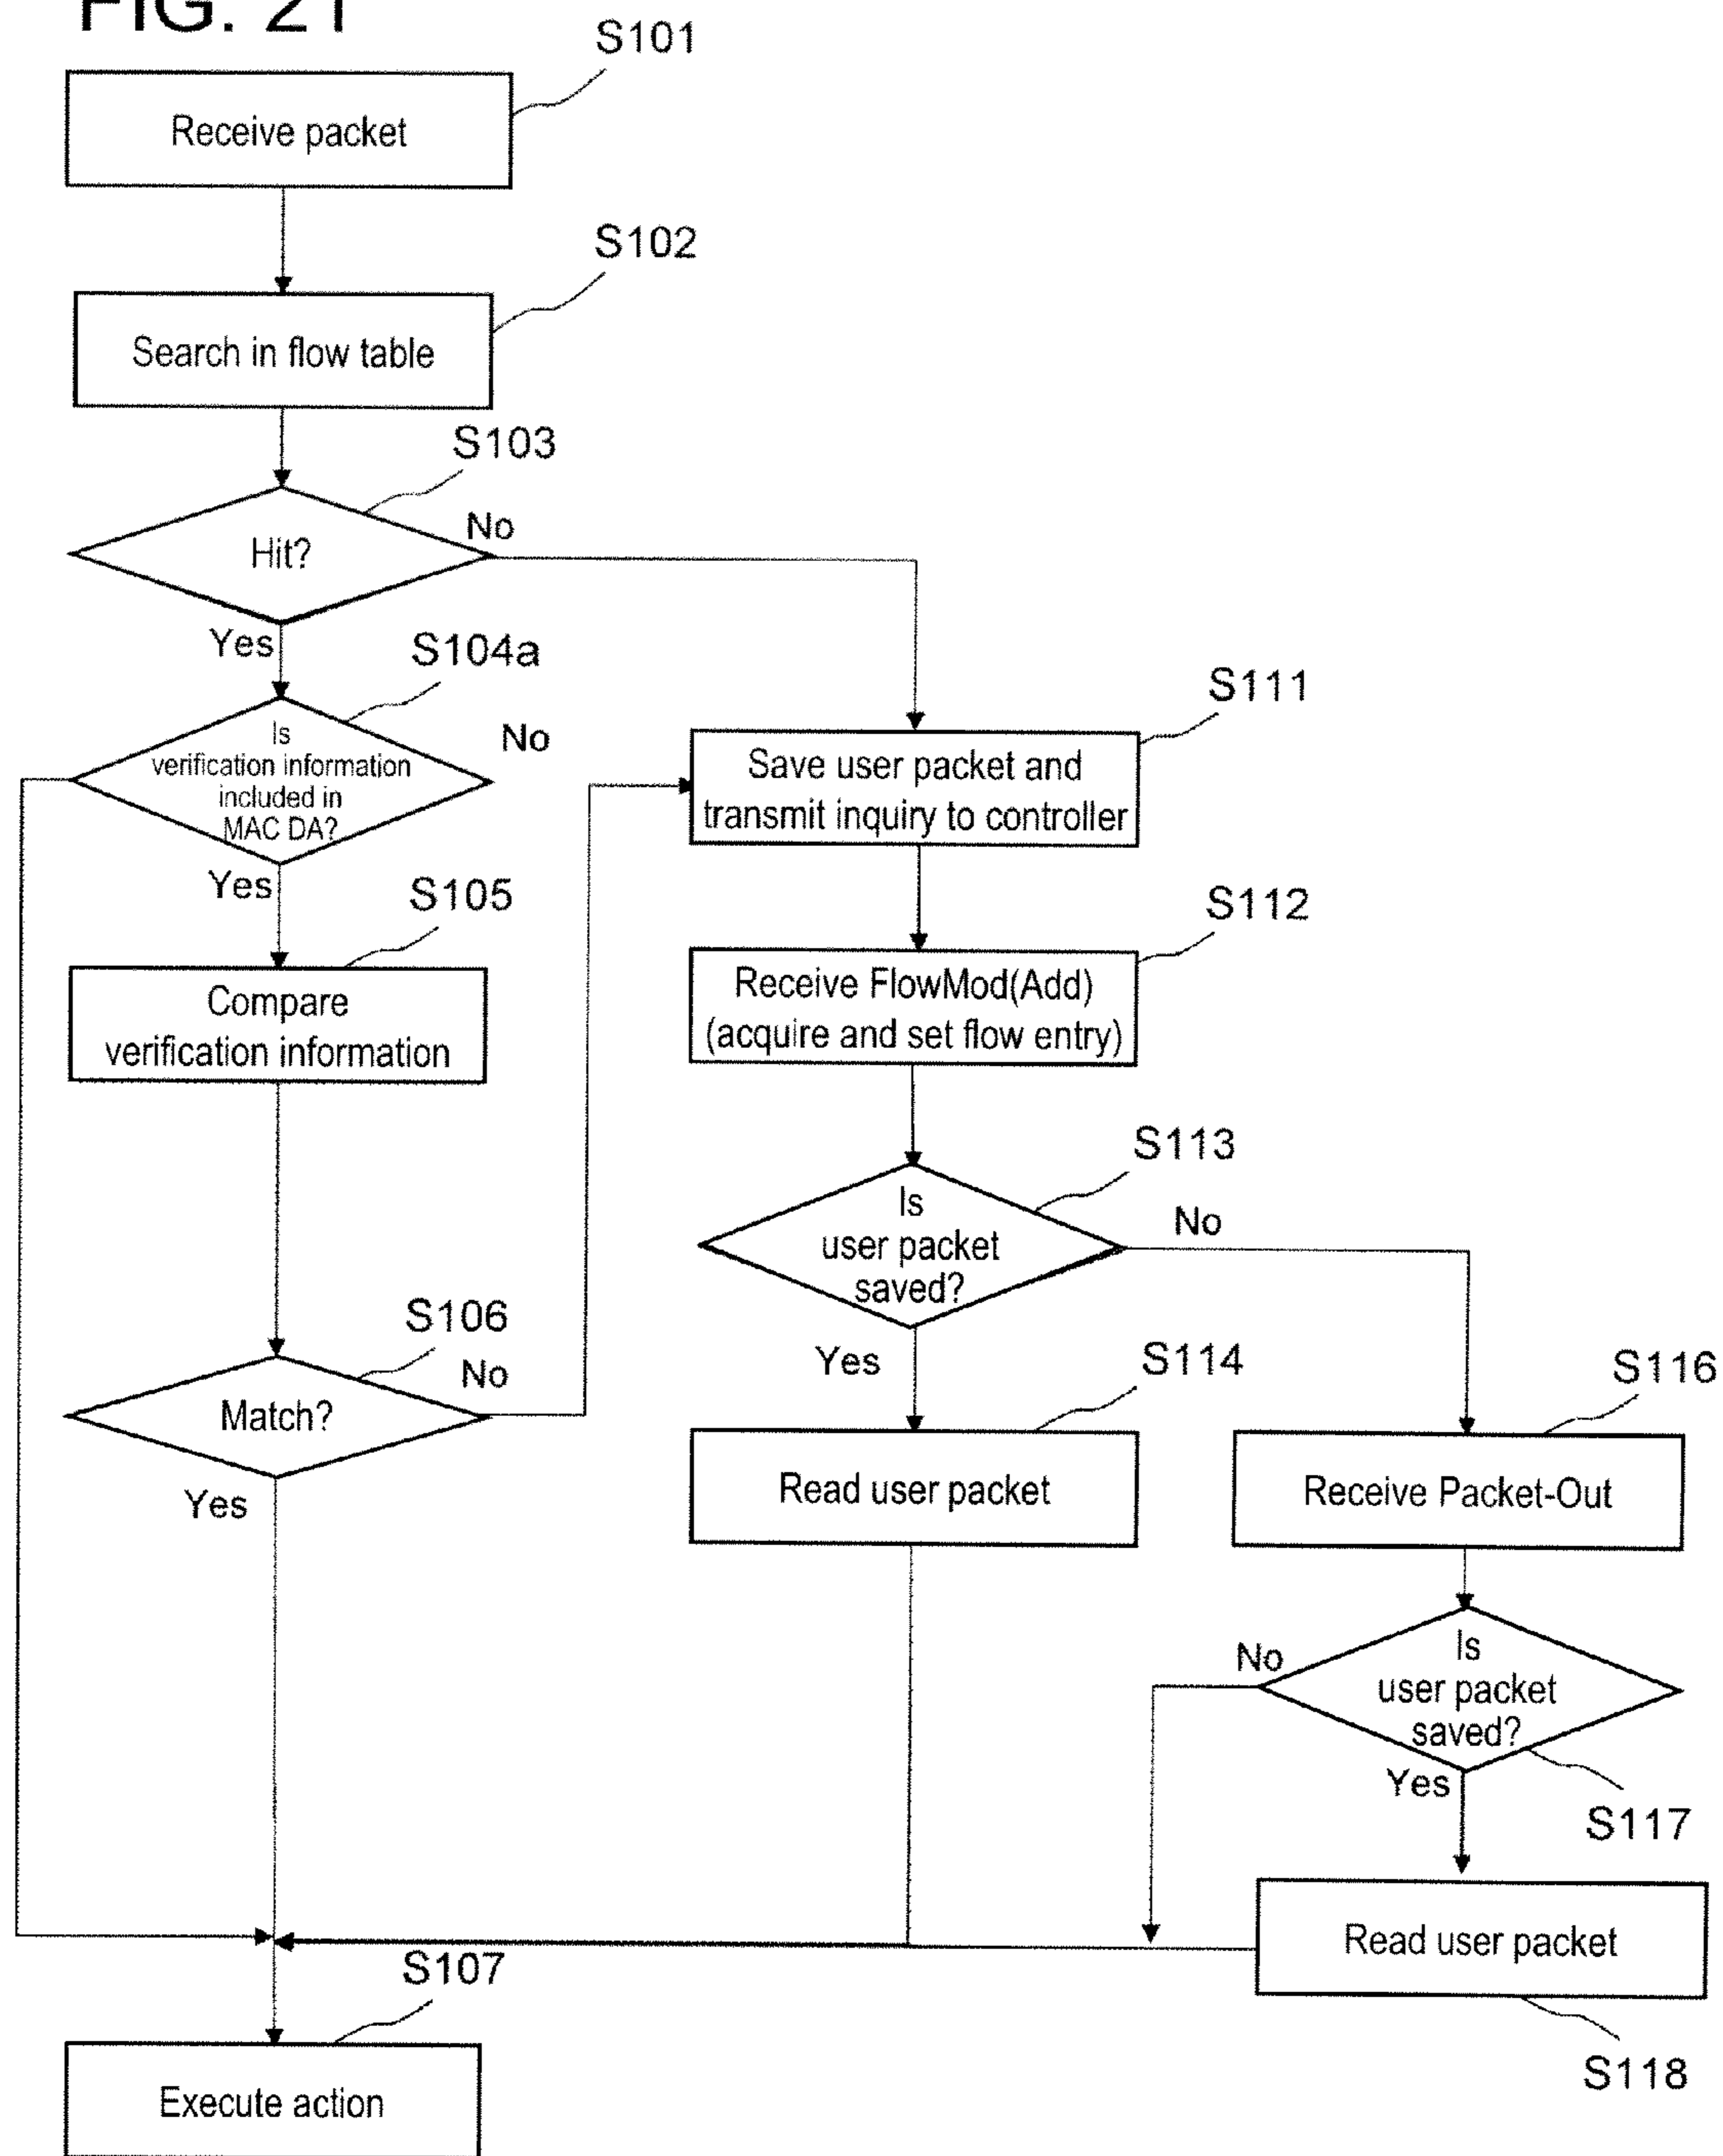 FIG. 21
S101
Receive packet
S102
Search in flow table
S103
Hit?
No
Yes
S104a
Is
verification information
included in
MAC DA?
No
Yes
S105
Compare
verification information
S106
Match?
No
Yes
S111
Save user packet and
transmit inquiry to controller
S112
Receive FlowMod(Add)
(acquire and set flow entry)
S113
Is
user packet
saved?
No
Yes
S114
Read user packet
S116
Receive Packet-Out
Is
user packet
saved?
No
Yes
S117
Read user packet
S118
S107
Execute action